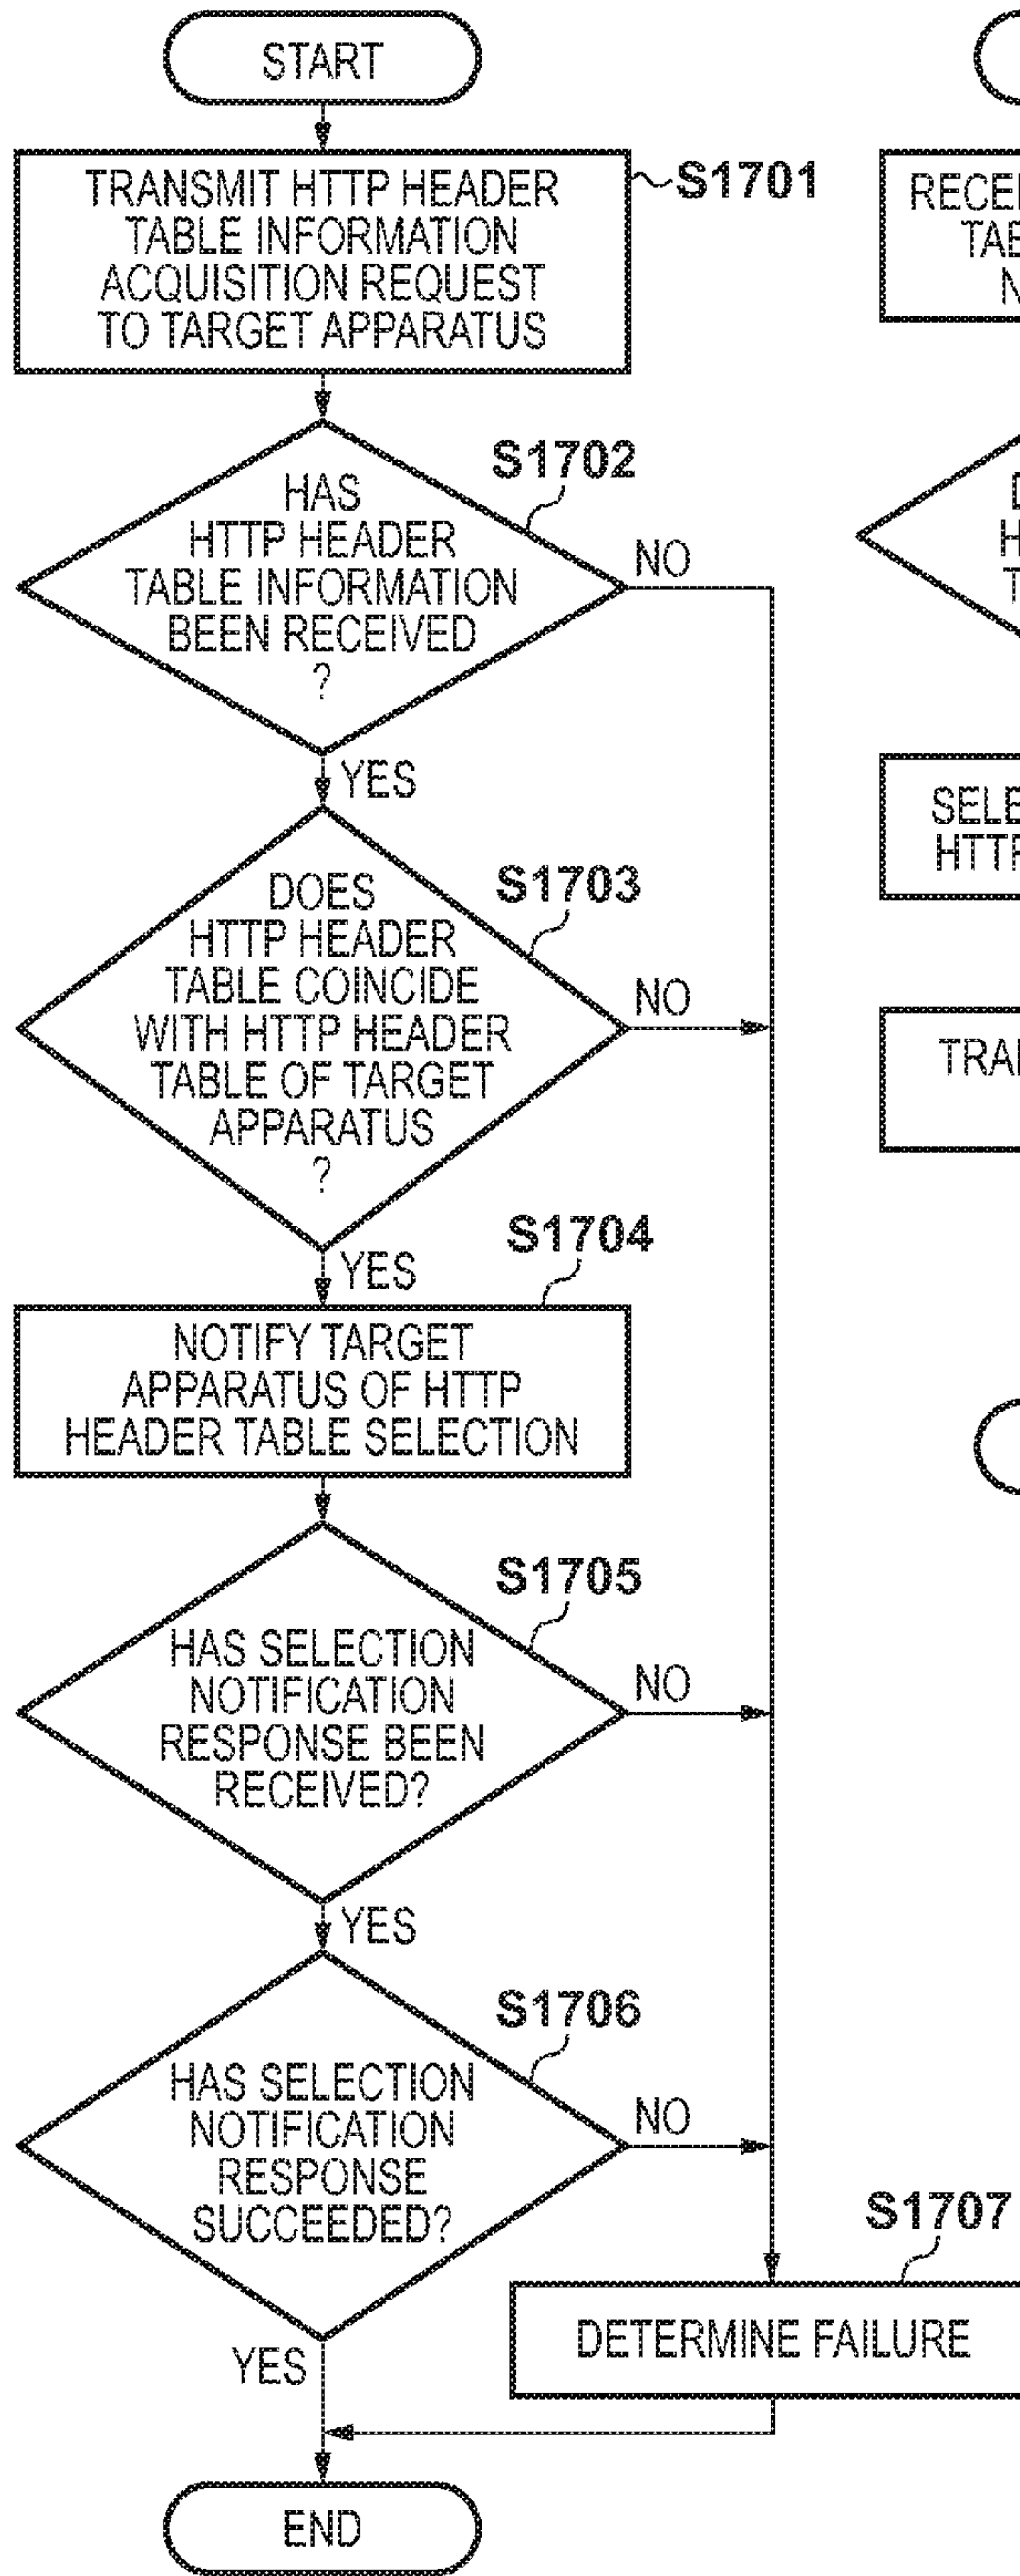 START
TRANSMIT HTTP HEADER
TABLE INFORMATION
ACQUISITION REQUEST
TO TARGET APPARATUS
S1701
HAS
HTTP HEADER
TABLE INFORMATION
BEEN RECEIVED
?
S1702
NO
YES
DOES
HTTP HEADER
TABLE COINCIDE
WITH HTTP HEADER
TABLE OF TARGET
APPARATUS
?
S1703
NO
YES
S1704
NOTIFY TARGET
APPARATUS OF HTTP
HEADER TABLE SELECTION
HAS SELECTION
NOTIFICATION
RESPONSE BEEN
RECEIVED?
S1705
NO
YES
HAS SELECTION
NOTIFICATION
RESPONSE
SUCCEEDED?
S1706
NO
YES
S1707
DETERMINE FAILURE
END